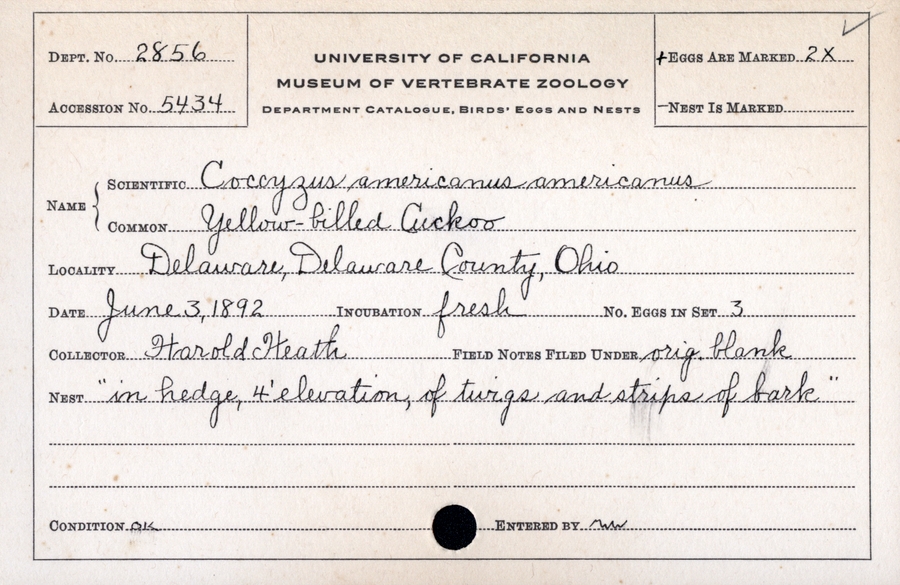 DEPT. No. 2856
ACCESSION No. 5434
UNIVERSITY OF CALIFORNIA
MUSEUM OF VERTEBRATE ZOOLOGY
DEPARTMENT CATALOGUE, BIRDS' EGGS AND NESTS
+EGGS ARE MARKED 2X
–NEST IS MARKED
NAME
SCIENTIFIC Coccyzus americanus americanus
COMMON Yellow-billed Cuckoo
LOCALITY Delaware, Delaware County, Ohio
DATE June 3, 1892 INCUBATION fresh NO. EGGS IN SET 3
COLLECTOR Harold Heath FIELD NOTES FILED UNDER orig. blank
NEST "in hedge, 4' elevation, of twigs and strips of bark"
CONDITION OK ENTERED BY